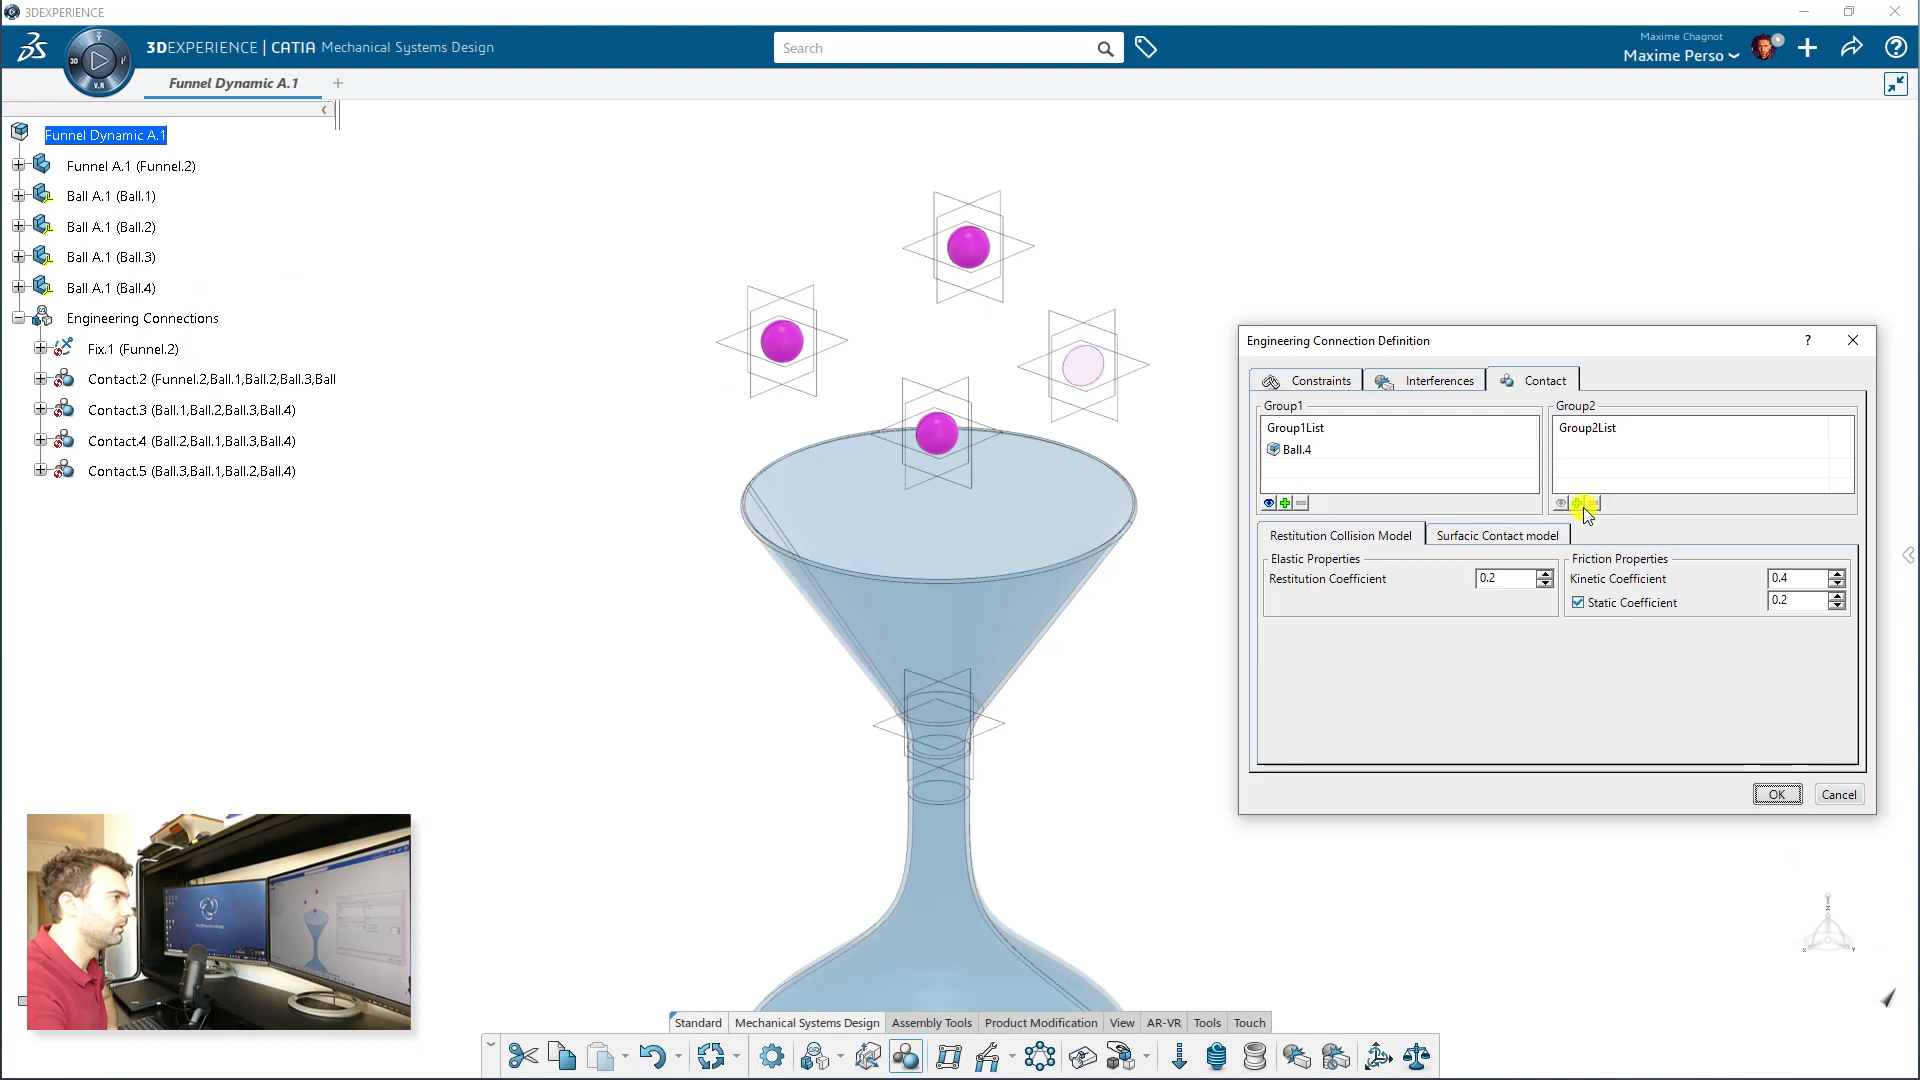 3DEXPERIENCE
3DEXPERIENCE | CATIA Mechanical Systems Design
Search
Maxime Chagnot
Maxime Perso
3D
V.R
Funnel Dynamic A.1
Funnel Dynamic A.1
Funnel A.1 (Funnel.2)
Ball A.1 (Ball.1)
Ball A.1 (Ball.2)
Ball A.1 (Ball.3)
Ball A.1 (Ball.4)
Engineering Connections
Fix.1 (Funnel.2)
Contact.2 (Funnel.2,Ball.1,Ball.2,Ball.3,Ball
Contact.3 (Ball.1,Ball.2,Ball.3,Ball.4)
Contact.4 (Ball.2,Ball.1,Ball.3,Ball.4)
Contact.5 (Ball.3,Ball.1,Ball.2,Ball.4)
Engineering Connection Definition
Constraints
Interferences
Contact
Group1
Group2
Group1List
Group2List
Ball.4
Restitution Collision Model
Surfacic Contact model
Elastic Properties
Friction Properties
Restitution Coefficient
0.2
Kinetic Coefficient
0.4
Static Coefficient
0.2
OK
Cancel
Z
X
Y
Standard
Mechanical Systems Design
Assembly Tools
Product Modification
View
AR-VR
Tools
Touch